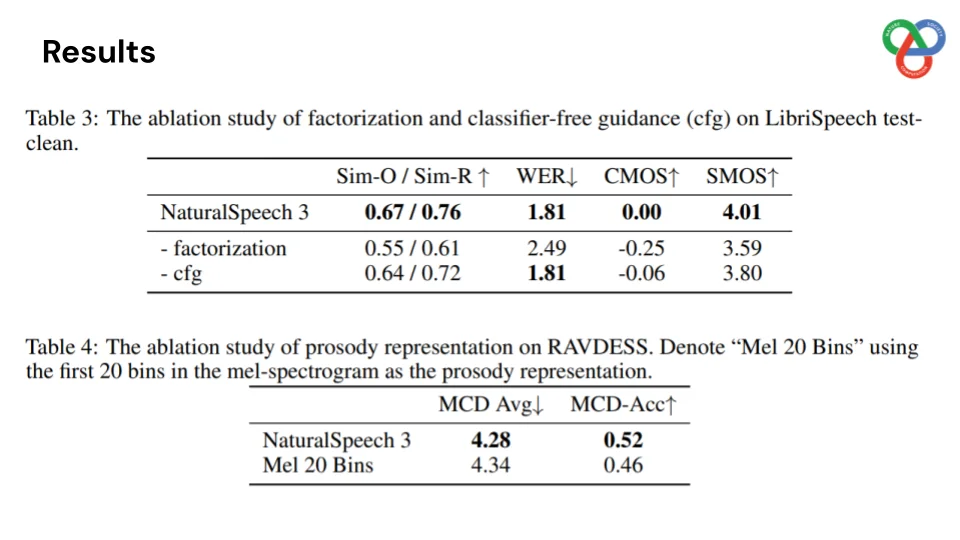 Results
NATURE SOCIETY COMPUTATION
Table 3: The ablation study of factorization and classifier-free guidance (cfg) on LibriSpeech test-
clean.
Sim-O / Sim-R ↑ WER↓ CMOS↑ SMOS↑
NaturalSpeech 3 0.67 / 0.76 1.81 0.00 4.01
- factorization 0.55 / 0.61 2.49 -0.25 3.59
- cfg 0.64 / 0.72 1.81 -0.06 3.80
Table 4: The ablation study of prosody representation on RAVDESS. Denote “Mel 20 Bins” using
the first 20 bins in the mel-spectrogram as the prosody representation.
MCD Avg↓ MCD-Acc↑
NaturalSpeech 3 4.28 0.52
Mel 20 Bins 4.34 0.46